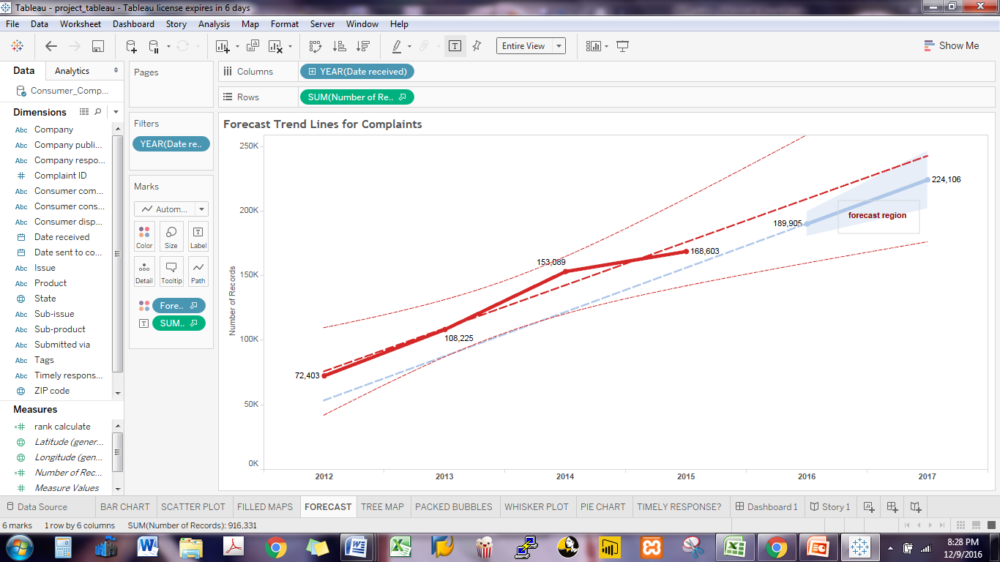 Tableau - project_tableau - Tableau license expires in 6 days
File Data Worksheet Dashboard Story Analysis Map Format Server Window Help
Entire View
Show Me
Data
Analytics
Consumer_Comp...
Dimensions
Abc Company
Abc Company publi...
Abc Company respo...
# Complaint ID
Abc Consumer com...
Abc Consumer cons...
Abc Consumer disp...
Date received
Date sent to co...
Abc Issue
Abc Product
State
Abc Sub-issue
Abc Sub-product
Abc Submitted via
Abc Tags
Abc Timely respons...
ZIP code
Measures
=# rank calculate
Latitude (gener...
Longitude (gen...
=# Number of Rec...
# Measure Values
Pages
Filters
YEAR(Date re..
Marks
Autom...
Color
Size
Label
Detail
Tooltip
Path
Fore..
SUM..
Columns
YEAR(Date received)
Rows
SUM(Number of Re..
Forecast Trend Lines for Complaints
250K
200K
150K
100K
50K
0K
Number of Records
72,403
108,225
153,089
168,603
189,905
224,106
forecast region
2012 2013 2014 2015 2016 2017
Data Source
BAR CHART
SCATTER PLOT
FILLED MAPS
FORECAST
TREE MAP
PACKED BUBBLES
WHISKER PLOT
PIE CHART
TIMELY RESPONSE?
Dashboard 1
Story 1
6 marks 1 row by 6 columns SUM(Number of Records): 916,331
8:28 PM
12/9/2016